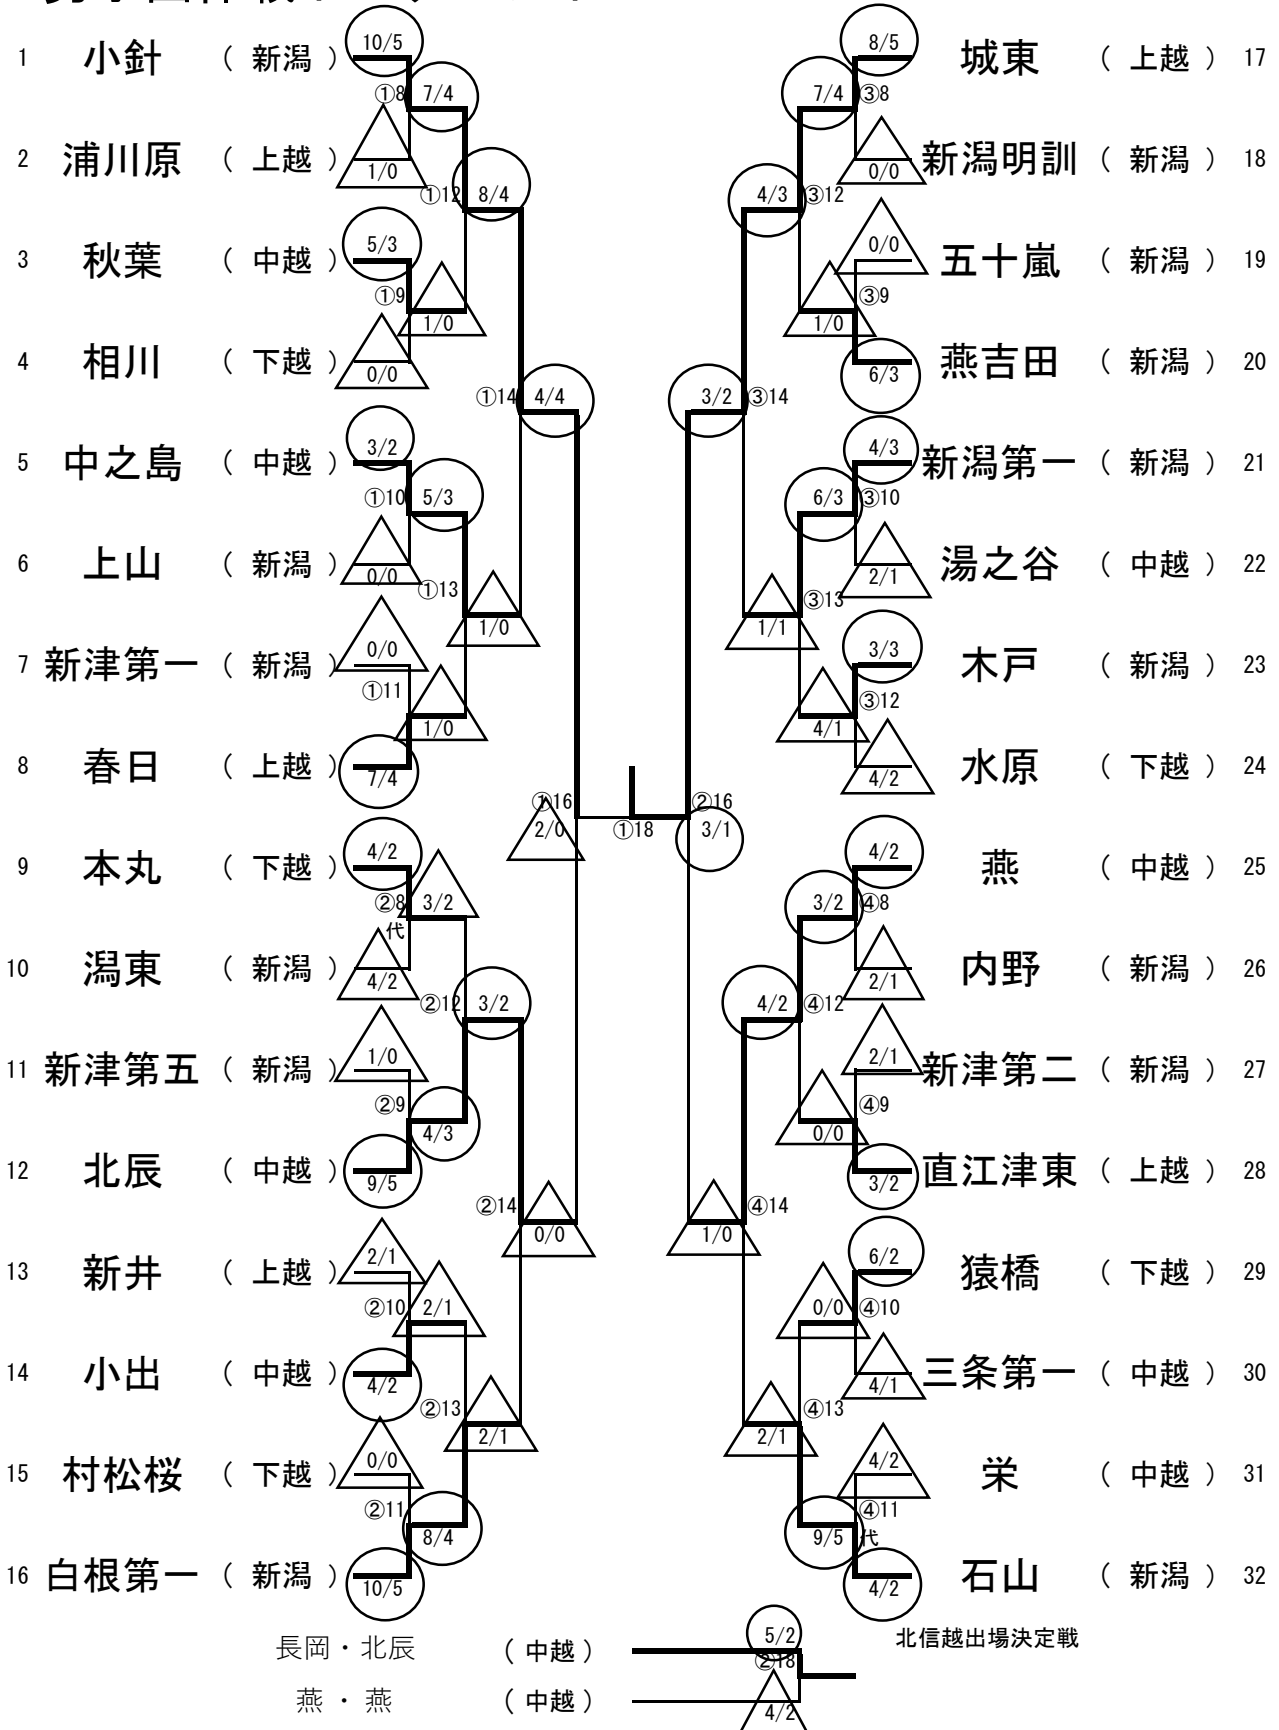 1 小針 ( 新潟 ) 10/5
①8 7/4
2 浦川原 ( 上越 ) 1/0
①12 8/4
3 秋葉 ( 中越 ) 5/3
①9 1/0
4 相川 ( 下越 ) 0/0
①14 4/4
5 中之島 ( 中越 ) 3/2
①10 5/3
6 上山 ( 新潟 ) 0/0
①13 1/0
7 新津第一 ( 新潟 ) 0/0
①11 1/0
8 春日 ( 上越 ) 7/4
①16 2/0
9 本丸 ( 下越 ) 4/2
②8 3/2
代
10 潟東 ( 新潟 ) 4/2
②12 3/2
11 新津第五 ( 新潟 ) 1/0
②9 4/3
12 北辰 ( 中越 ) 9/5
②14 0/0
13 新井 ( 上越 ) 2/1
②10 2/1
14 小出 ( 中越 ) 4/2
②13 2/1
15 村松桜 ( 下越 ) 0/0
②11 8/4
16 白根第一 ( 新潟 ) 10/5
①18
8/5 城東 ( 上越 ) 17
7/4 ③8
0/0 新潟明訓 ( 新潟 ) 18
4/3 ③12
0/0 五十嵐 ( 新潟 ) 19
1/0 ③9
6/3 燕吉田 ( 新潟 ) 20
3/2 ③14
4/3 新潟第一 ( 新潟 ) 21
6/3 ③10
2/1 湯之谷 ( 中越 ) 22
1/1 ③13
3/3 木戸 ( 新潟 ) 23
4/1 ③12
4/2 水原 ( 下越 ) 24
②16 3/1
4/2 燕 ( 中越 ) 25
3/2 ④8
2/1 内野 ( 新潟 ) 26
4/2 ④12
2/1 新津第二 ( 新潟 ) 27
0/0 ④9
3/2 直江津東 ( 上越 ) 28
1/0 ④14
6/2 猿橋 ( 下越 ) 29
0/0 ④10
4/1 三条第一 ( 中越 ) 30
2/1 ④13
4/2 栄 ( 中越 ) 31
9/5 ④11
代
4/2 石山 ( 新潟 ) 32
北信越出場決定戦
長岡・北辰 ( 中越 ) 5/2
②18
燕・燕 ( 中越 ) 4/2